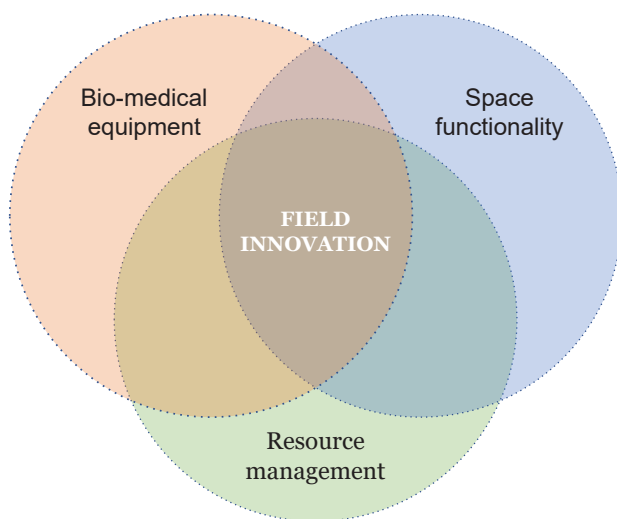 Bio-medical
equipment
Space
functionality
FIELD
INNOVATION
Resource
management